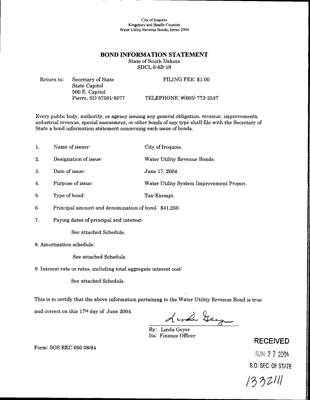 City of Iroquois
Kingsbury and Beadle Counties
Water Utility Revenue Bonds, Series 2004
BOND INFORMATION STATEMENT
State of South Dakota
SDCL 6-8B-19
Return to: Secretary of State FILING FEE: $1.00
State Capitol
500 E. Capitol
Pierre, SD 57501-5077 TELEPHONE: #(605) 773-3537
Every public body, authority, or agency issuing any general obligation, revenue, improvements,
industrial revenue, special assessment, or other bonds of any type shall file with the Secretary of
State a bond information statement concerning each issue of bonds.
1. Name of issuer: City of Iroquois.
2. Designation of issue: Water Utility Revenue Bonds.
3. Date of issue: June 17, 2004.
4. Purpose of issue: Water Utility System Improvement Project.
5. Type of bond: Tax-Exempt.
6. Principal amount and denomination of bond: $41,250.
7. Paying dates of principal and interest:
See attached Schedule.
8. Amortization schedule:
See attached Schedule.
9. Interest rate or rates, including total aggregate interest cost:
See attached Schedule.
This is to certify that the above information pertaining to the Water Utility Revenue Bond is true
and correct on this 17th day of June 2004.
Linda Geyer
By: Linda Geyer
Its: Finance Officer
RECEIVED
Form: SOS REC 050 08/84
JUN 22 2004
S.D. SEC. OF STATE
1332111